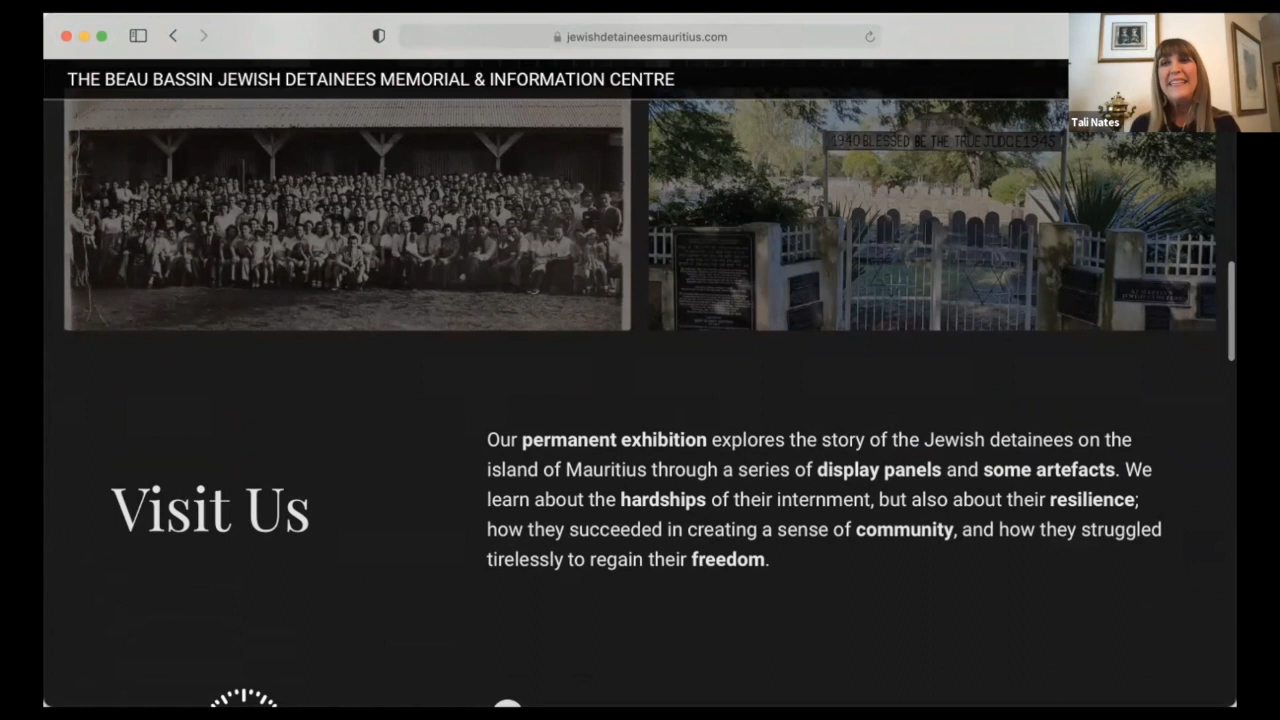 jewishdetaineesmauritius.com
THE BEAU BASSIN JEWISH DETAINEES MEMORIAL & INFORMATION CENTRE
Tali Nates
1940 BLESSED BE THE TRUE JUDGE 1945
Our permanent exhibition explores the story of the Jewish detainees on the
island of Mauritius through a series of display panels and some artefacts. We
learn about the hardships of their internment, but also about their resilience;
how they succeeded in creating a sense of community, and how they struggled
tirelessly to regain their freedom.
Visit Us